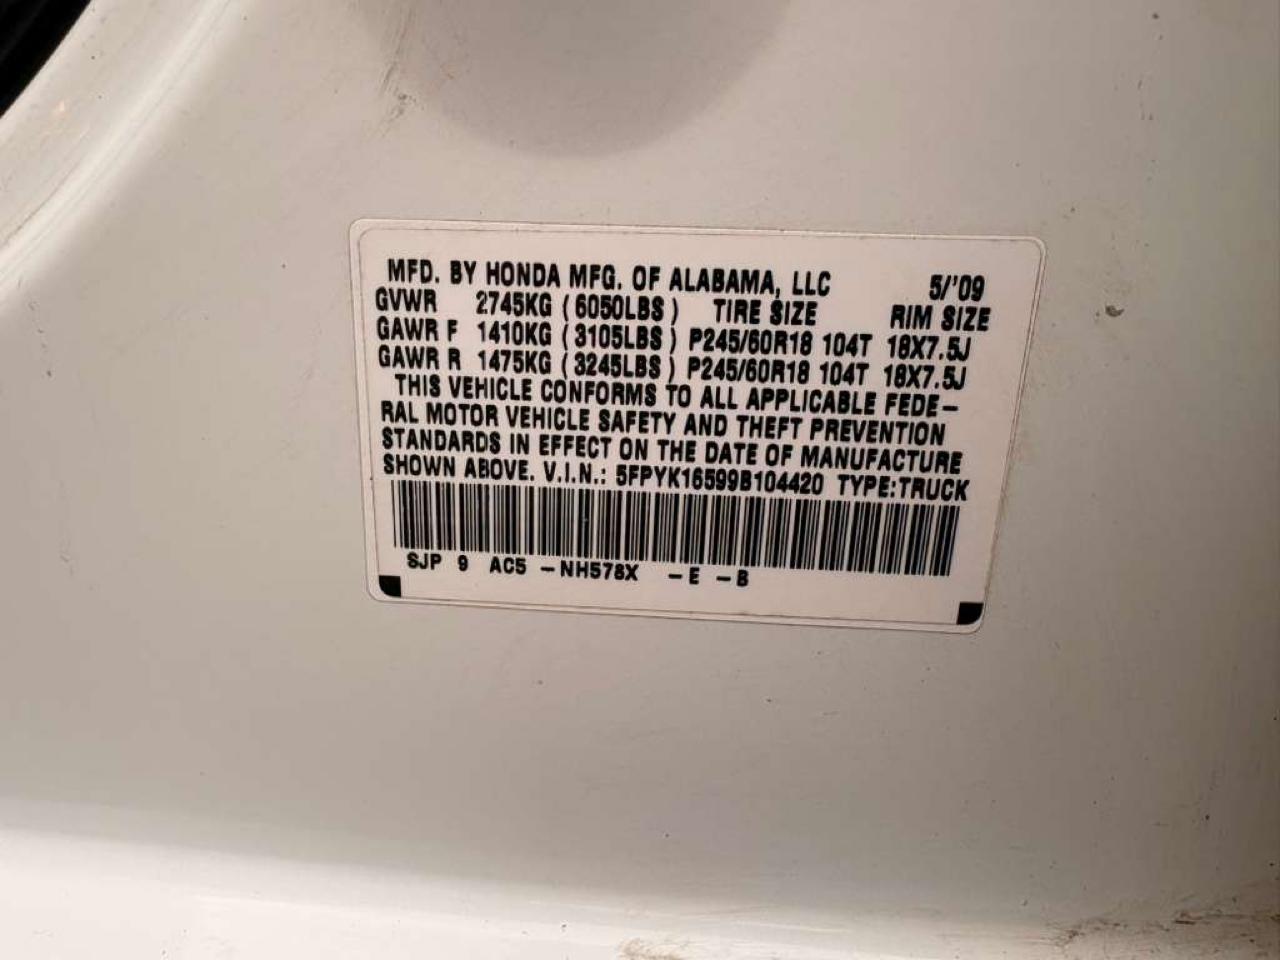 MFD. BY HONDA MFG. OF ALABAMA, LLC 5/'09
GVWR 2745KG (6050LBS) TIRE SIZE RIM SIZE
GAWR F 1410KG (3105LBS) P245/60R18 104T 18X7.5J
GAWR R 1475KG (3245LBS) P245/60R18 104T 18X7.5J
THIS VEHICLE CONFORMS TO ALL APPLICABLE FEDE-
RAL MOTOR VEHICLE SAFETY AND THEFT PREVENTION
STANDARDS IN EFFECT ON THE DATE OF MANUFACTURE
SHOWN ABOVE. V.I.N.: 5FPYK16599B104420 TYPE:TRUCK
SJP 9 AC5 -NH578X -E -B